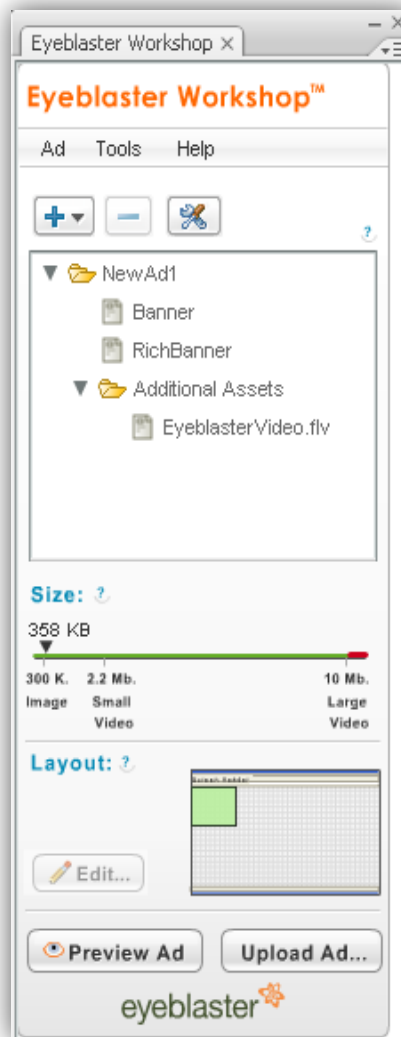 Eyeblaster Workshop ×
Eyeblaster Workshop™
Ad Tools Help
?
NewAd1
Banner
RichBanner
Additional Assets
EyeblasterVideo.flv
Size: ?
358 KB
300 K. 2.2 Mb. 10 Mb.
Image Small Large
Video Video
Layout: ?
Edit...
Preview Ad Upload Ad...
eyeblaster